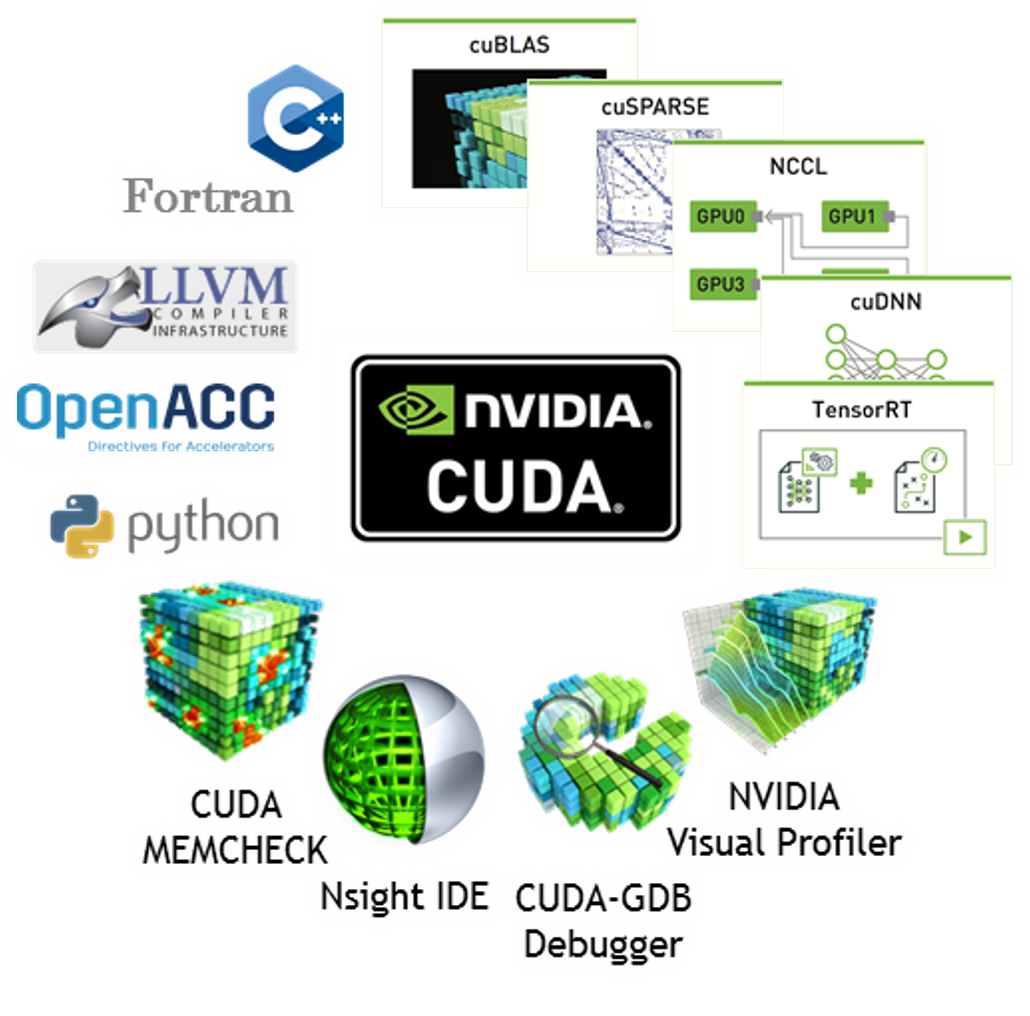 cuBLAS
C++
cuSPARSE
Fortran
NCCL
GPU0
GPU1
GPU3
LLVM
COMPILER
INFRASTRUCTURE
cuDNN
OpenACC
Directives for Accelerators
TensorRT
NVIDIA®
CUDA®
python
CUDA
MEMCHECK
Nsight IDE
CUDA-GDB
Debugger
NVIDIA
Visual Profiler